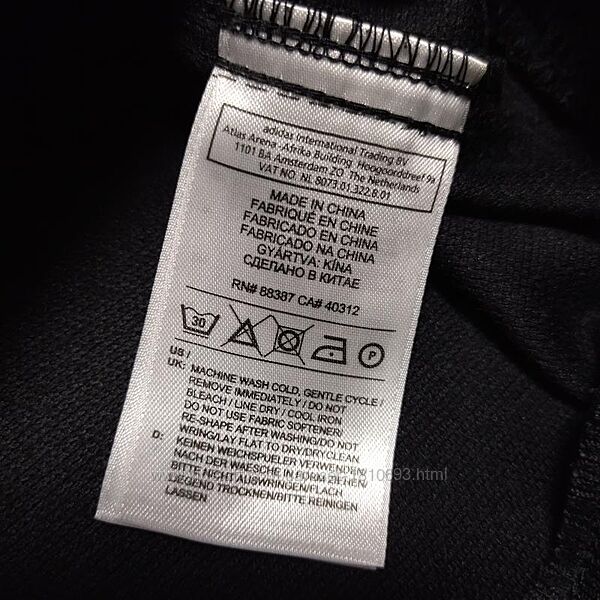 adidas International Trading BV
Atlas Arena - Afrika Building, Hoogoorddreef 9a
1101 BA Amsterdam ZO The Netherlands
VAT NO. NL 8073.01.322.B.01
MADE IN CHINA
FABRIQUÉ EN CHINE
FABRICADO EN CHINA
FABRICADO NA CHINA
GYÁRTVA: KÍNA
СДЕЛАНО В КИТАЕ
RN# 88387 CA# 40312
30
P
US /
UK: MACHINE WASH COLD, GENTLE CYCLE /
REMOVE IMMEDIATELY / DO NOT
BLEACH / LINE DRY / COOL IRON
DO NOT USE FABRIC SOFTENER/
RE-SHAPE AFTER WASHING/DO NOT
WRING/LAY FLAT TO DRY/DRYCLEAN
D: KEINEN WEICHSPUELER VERWENDEN/
NACH DER WAESCHE IN FORM ZIEHEN/
BITTE NICHT AUSWRINGEN/FLACH
LIEGEND TROCKNEN/BITTE REINIGEN
LASSEN